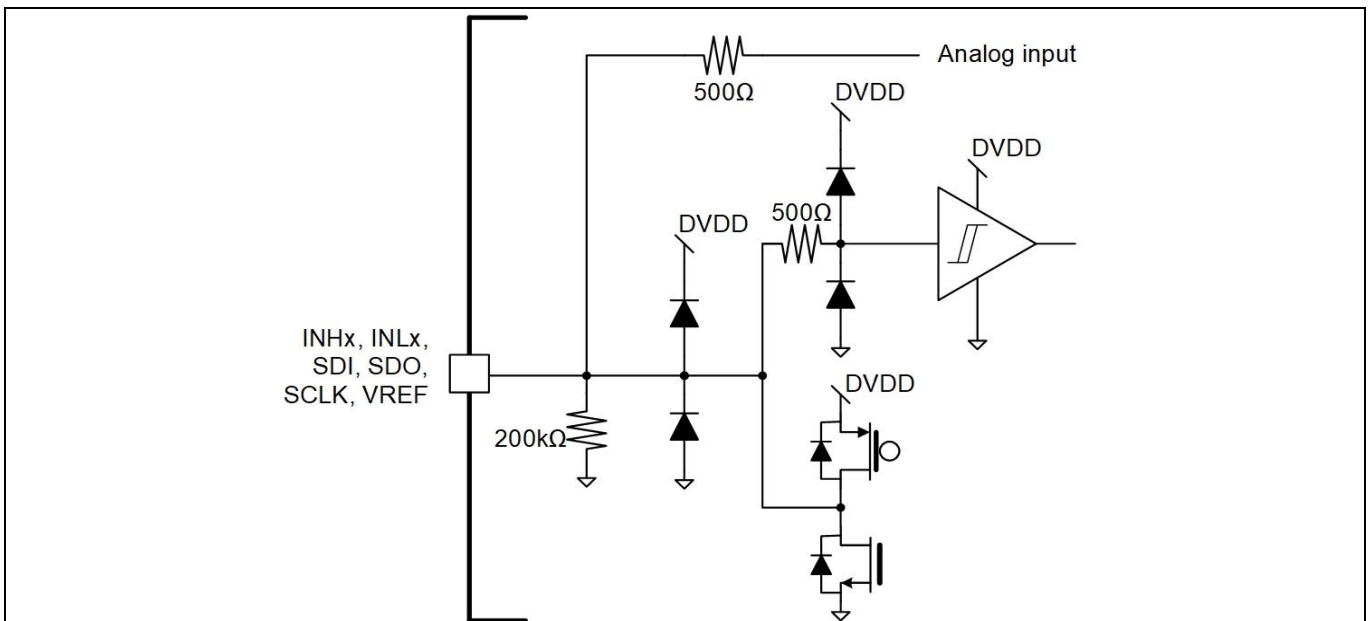 Analog input
500Ω
DVDD
DVDD
500Ω
DVDD
INHx, INLx,
SDI, SDO,
SCLK, VREF
DVDD
200kΩ